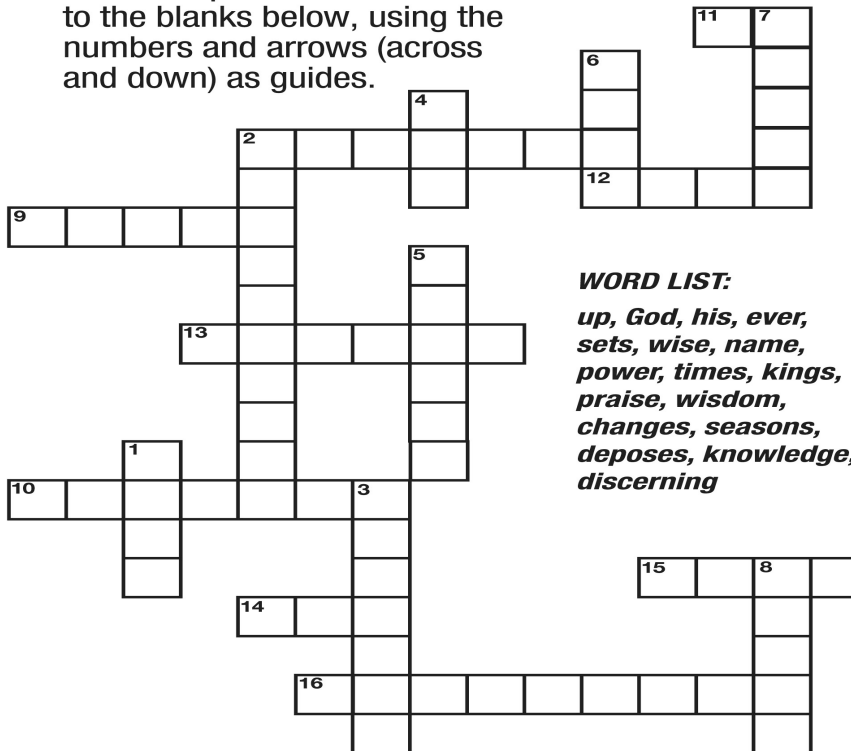 to the blanks below, using the
numbers and arrows (across
and down) as guides.
11 7
6
4
2
12
9
5
WORD LIST:
up, God, his, ever,
sets, wise, name,
13
power, times, kings,
praise, wisdom,
changes, seasons,
1
deposes, knowledge,
discerning
10 3
15 8
14
16